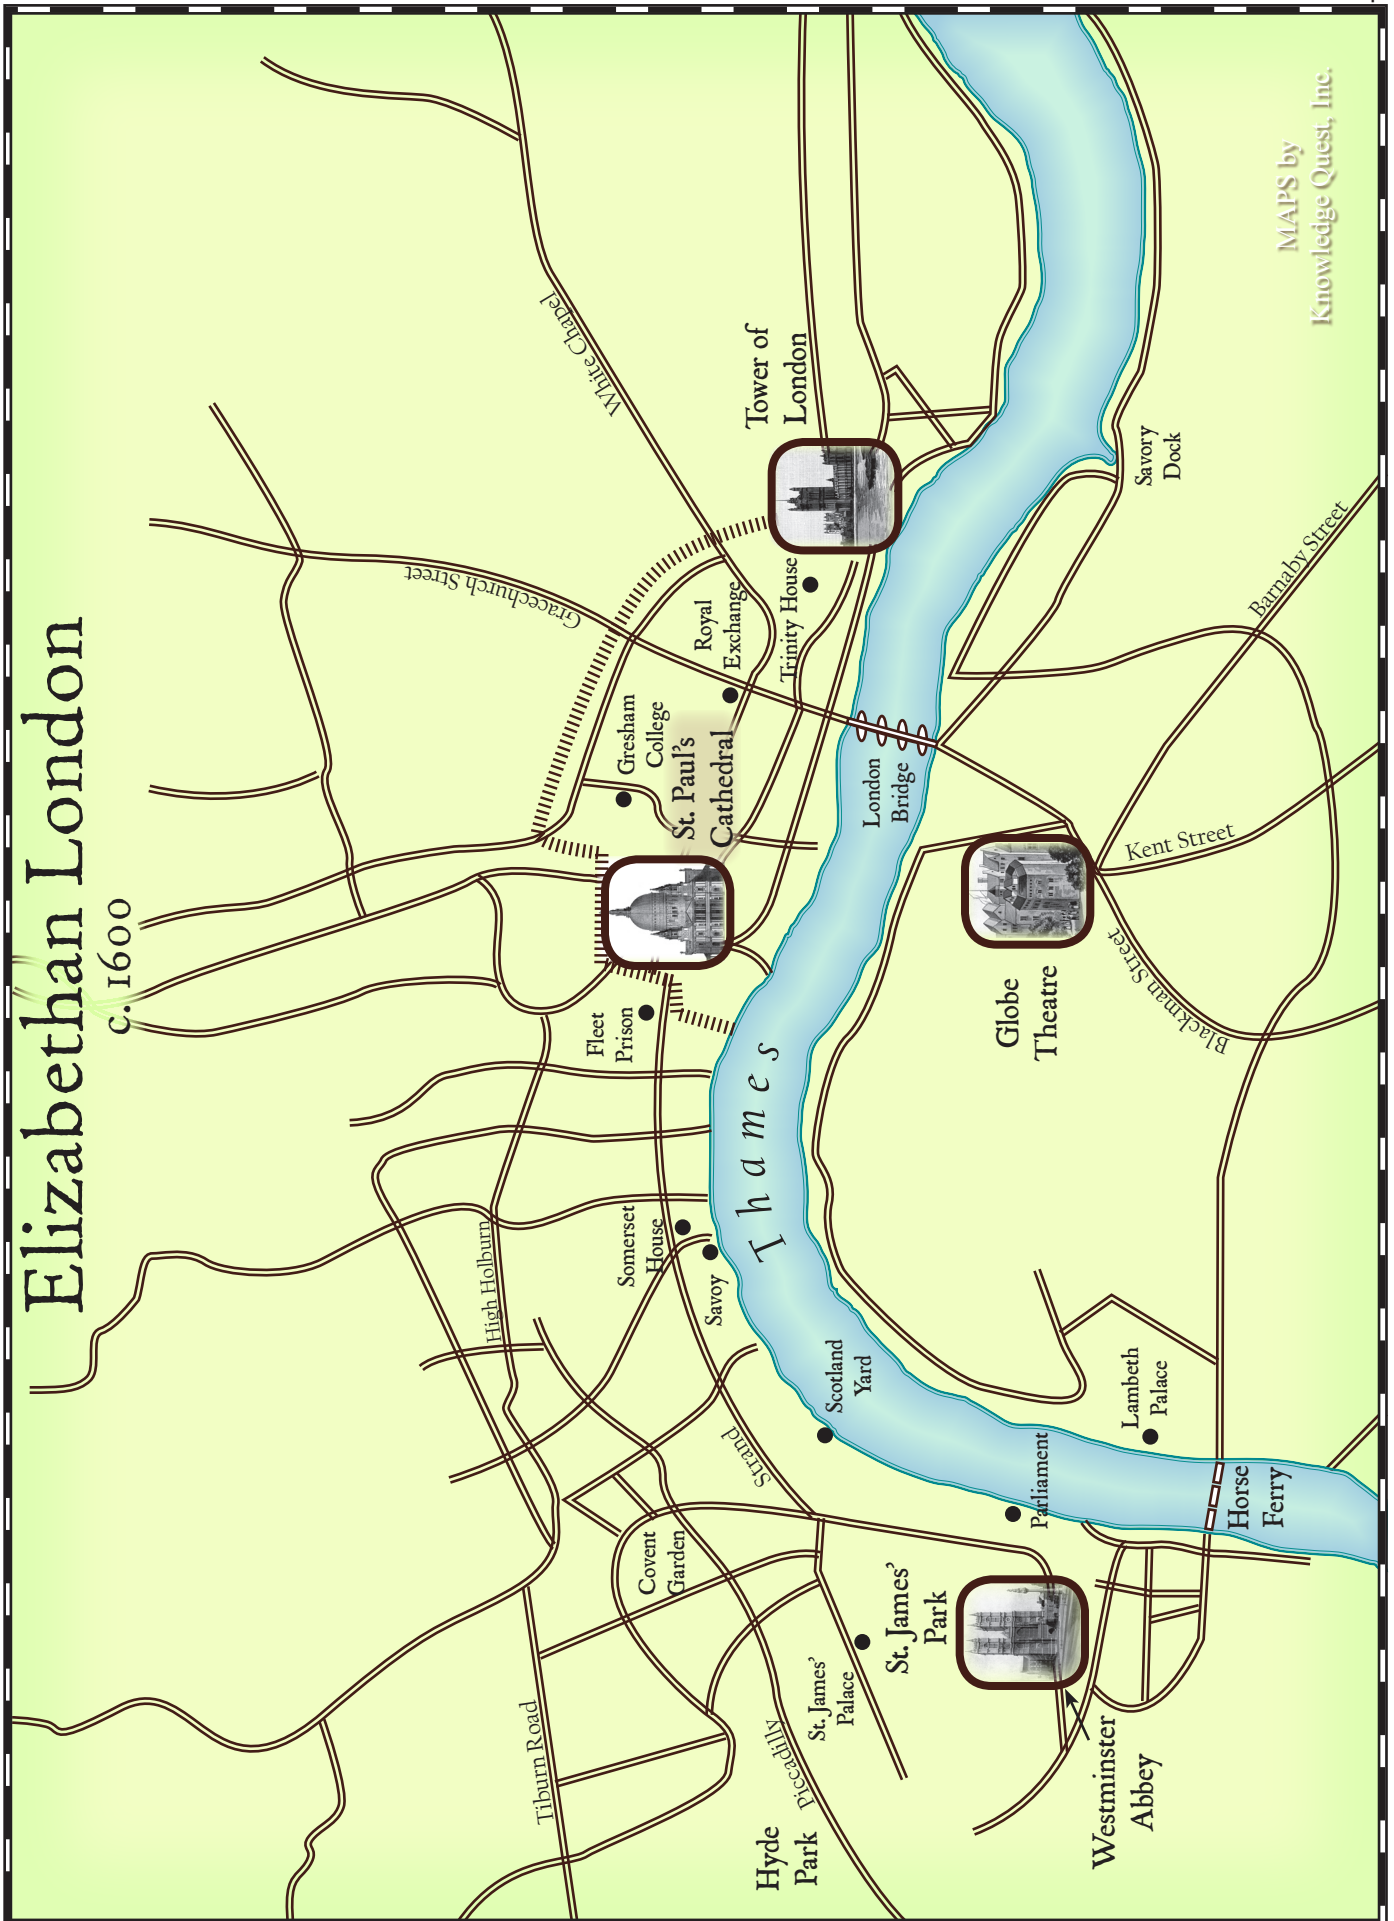 Elizabethan London
c. 1600
Tiburn Road
High Holburn
Gracechurch Street
White Chapel
Hyde
Park
Piccadilly
Covent
Garden
Strand
Somerset
House
Savoy
Fleet
Prison
St. Paul's
Cathedral
Gresham
College
Royal
Exchange
Trinity House
Tower of
London
St. James'
Palace
St. James'
Park
Scotland
Yard
Thames
London
Bridge
Westminster
Abbey
Parliament
Lambeth
Palace
Horse
Ferry
Globe
Theatre
Blackman Street
Kent Street
Barnaby Street
Savory
Dock
MAPS by
Knowledge Quest, Inc.